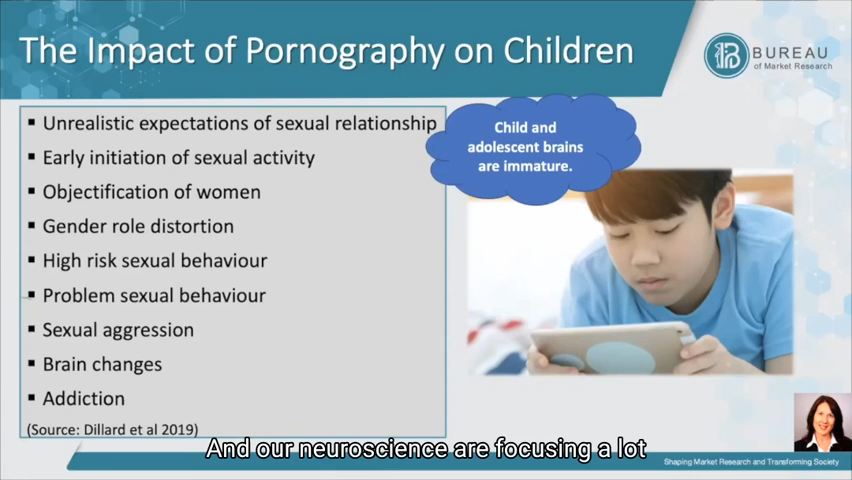 The Impact of Pornography on Children
BUREAU
of Market Research
▪ Unrealistic expectations of sexual relationship
▪ Early initiation of sexual activity
▪ Objectification of women
▪ Gender role distortion
▪ High risk sexual behaviour
▪ Problem sexual behaviour
▪ Sexual aggression
▪ Brain changes
▪ Addiction
(Source: Dillard et al 2019)
Child and
adolescent brains
are immature.
And our neuroscience are focusing a lot
Shaping Market Research and Transforming Society